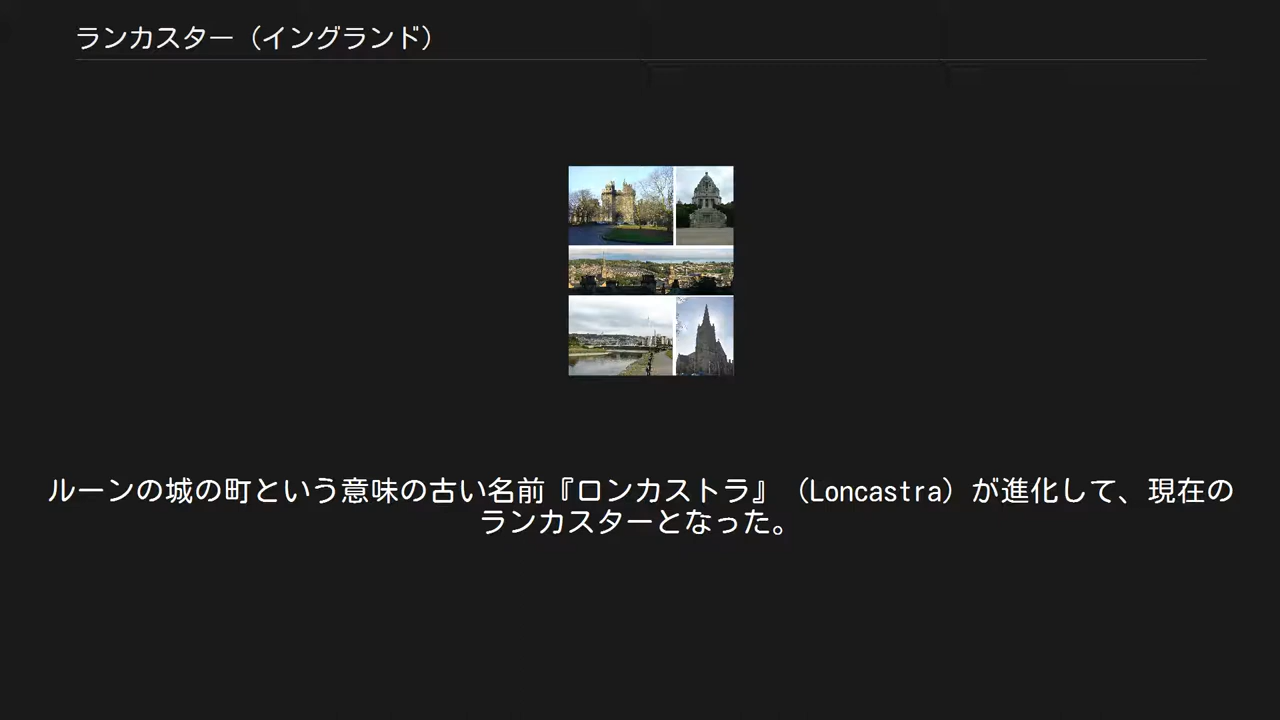 ランカスター（イングランド）
ルーンの城の町という意味の古い名前『ロンカストラ』（Loncastra）が進化して、現在の
ランカスターとなった。